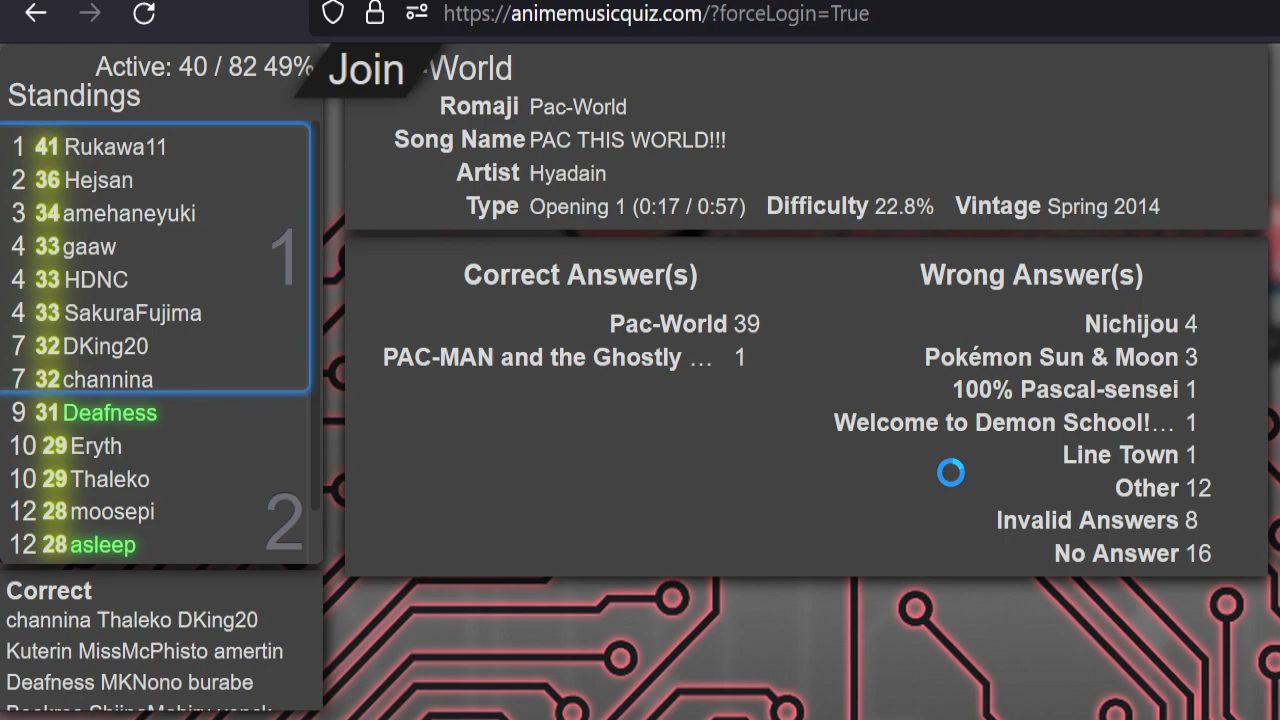 https://animemusicquiz.com/?forceLogin=True
Active: 40 / 82 49%
Standings
1 41 Rukawa11
2 36 Hejsan
3 34 amehaneyuki
4 33 gaaw
4 33 HDNC
4 33 SakuraFujima
7 32 DKing20
7 32 channina
1
9 31 Deafness
10 29 Eryth
10 29 Thaleko
12 28 moosepi
12 28 asleep
2
Correct
channina Thaleko DKing20
Kuterin MissMcPhisto amertin
Deafness MKNono burabe
Join
-World
Romaji Pac-World
Song Name PAC THIS WORLD!!!
Artist Hyadain
Type Opening 1 (0:17 / 0:57) Difficulty 22.8% Vintage Spring 2014
Correct Answer(s)
Pac-World 39
PAC-MAN and the Ghostly … 1
Wrong Answer(s)
Nichijou 4
Pokémon Sun & Moon 3
100% Pascal-sensei 1
Welcome to Demon School!… 1
Line Town 1
Other 12
Invalid Answers 8
No Answer 16